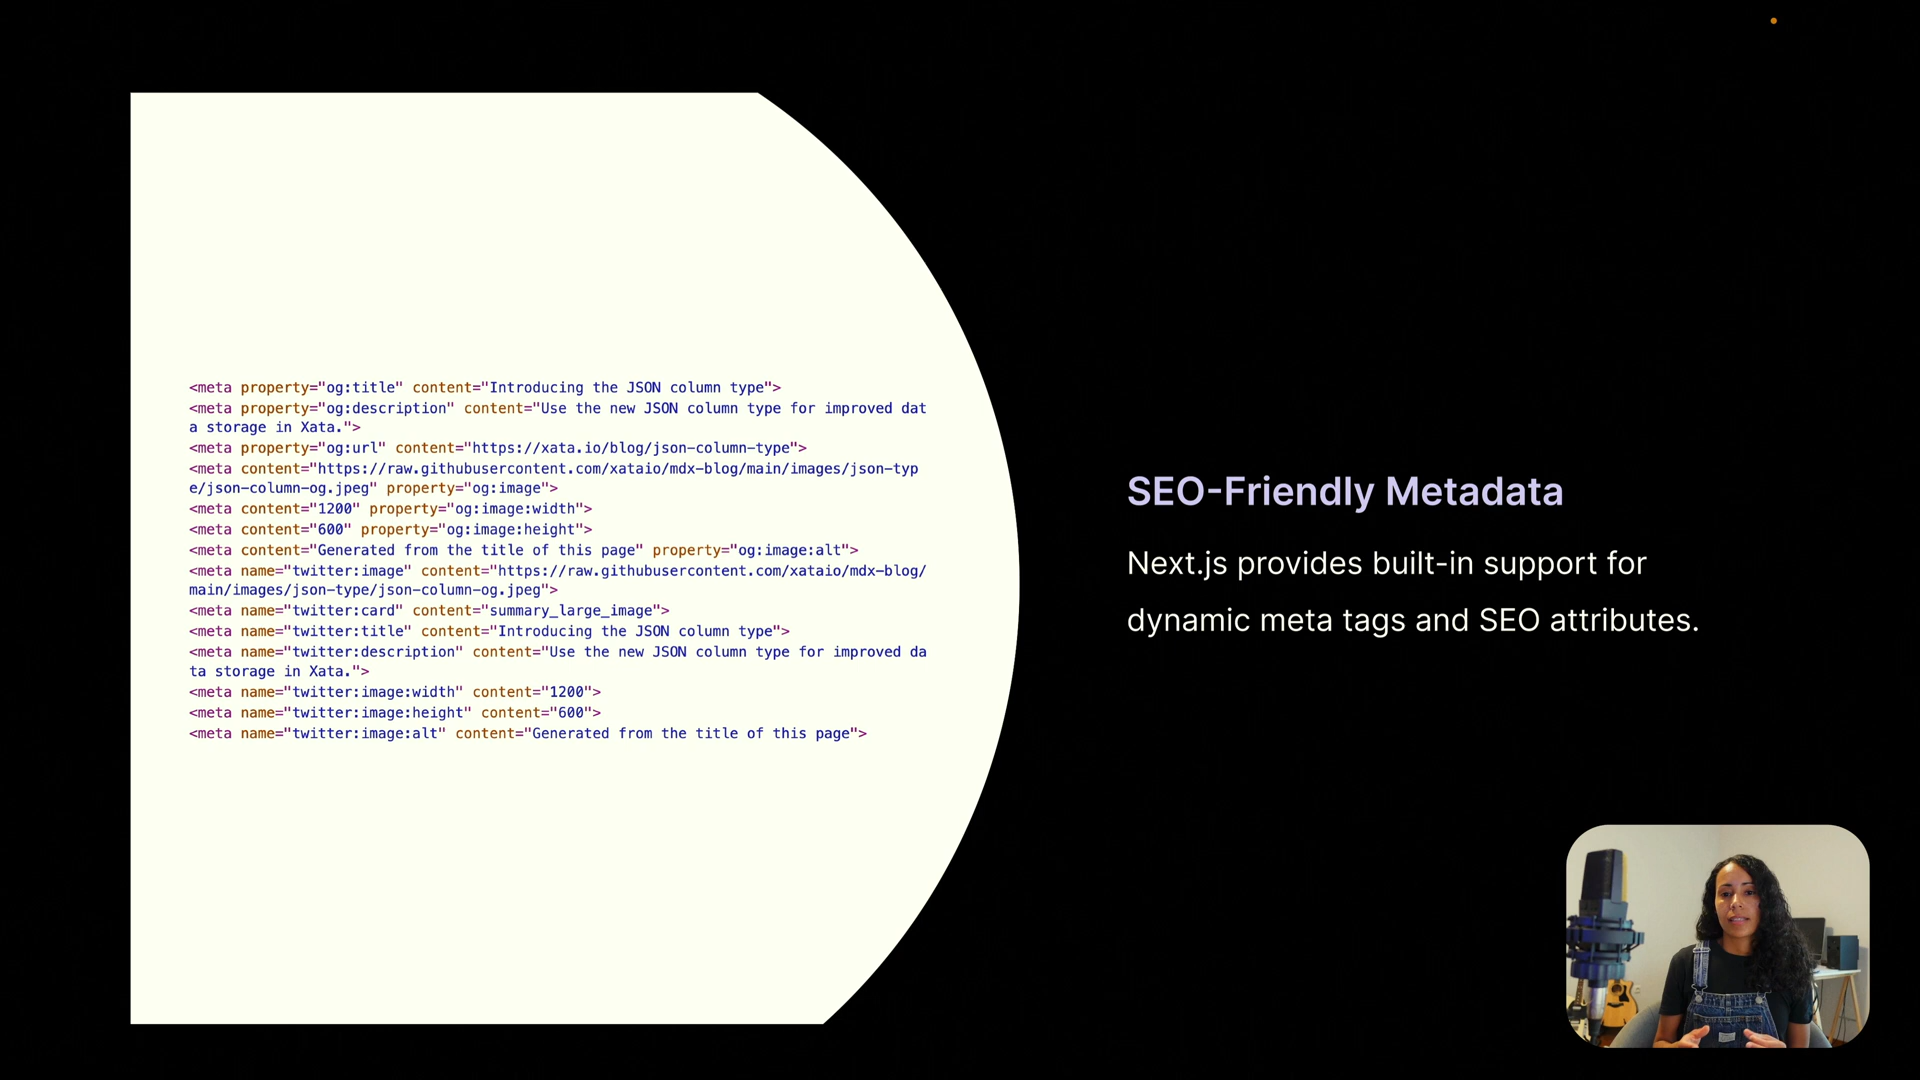 <meta property="og:title" content="Introducing the JSON column type">
<meta property="og:description" content="Use the new JSON column type for improved dat
a storage in Xata.">
<meta property="og:url" content="https://xata.io/blog/json-column-type">
<meta content="https://raw.githubusercontent.com/xataio/mdx-blog/main/images/json-typ
e/json-column-og.jpeg" property="og:image">
<meta content="1200" property="og:image:width">
<meta content="600" property="og:image:height">
<meta content="Generated from the title of this page" property="og:image:alt">
<meta name="twitter:image" content="https://raw.githubusercontent.com/xataio/mdx-blog/
main/images/json-type/json-column-og.jpeg">
<meta name="twitter:card" content="summary_large_image">
<meta name="twitter:title" content="Introducing the JSON column type">
<meta name="twitter:description" content="Use the new JSON column type for improved da
ta storage in Xata.">
<meta name="twitter:image:width" content="1200">
<meta name="twitter:image:height" content="600">
<meta name="twitter:image:alt" content="Generated from the title of this page">
SEO-Friendly Metadata
Next.js provides built-in support for
dynamic meta tags and SEO attributes.